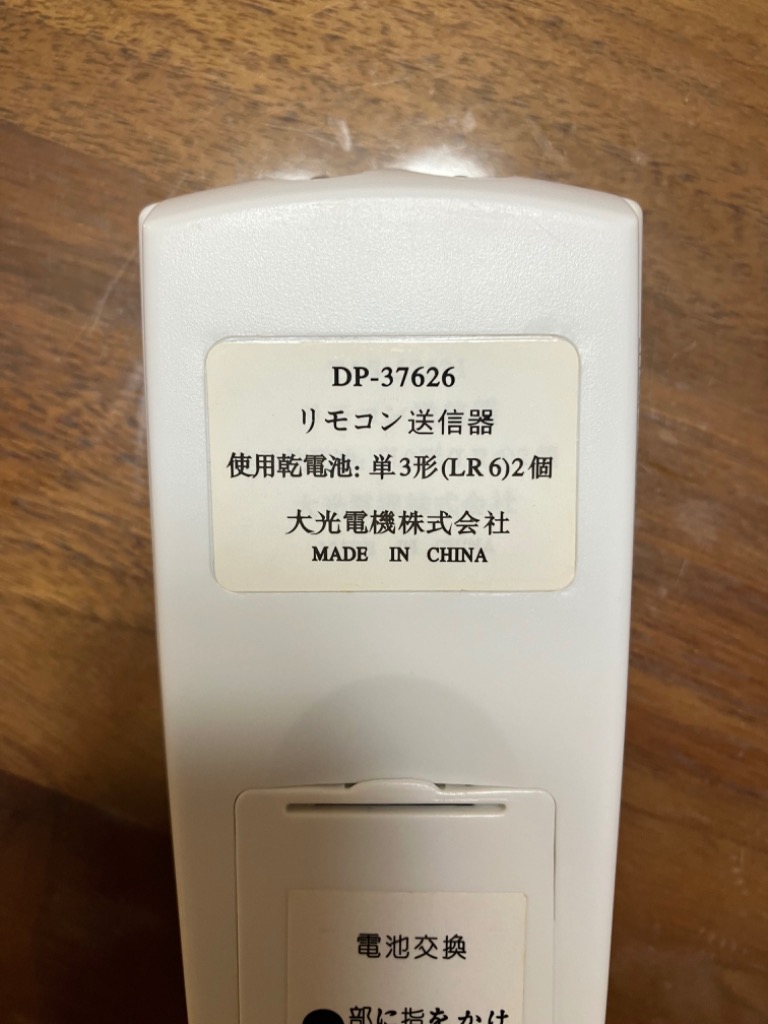 DP-37626
リモコン送信器
使用乾電池: 単3形(LR6)2個
大光電機株式会社
MADE IN CHINA
電池交換
●部に指をかけ